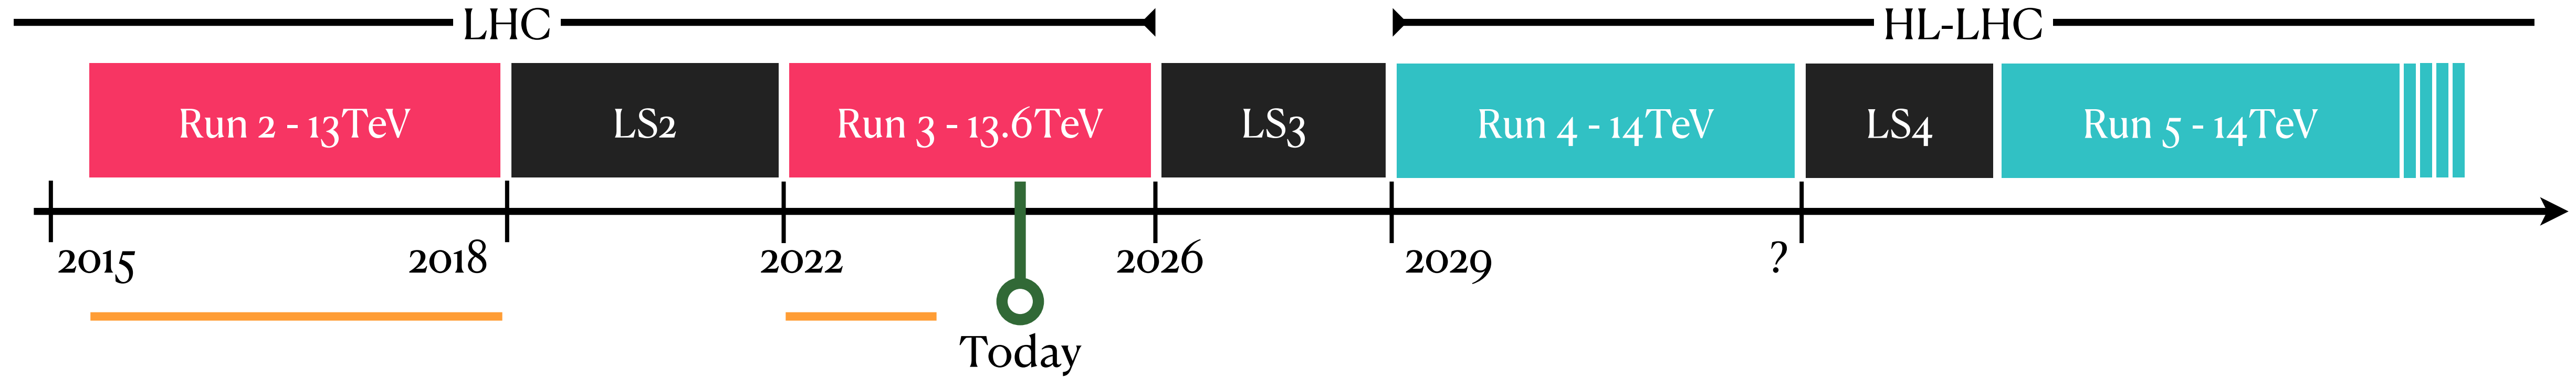 LHC
HL-LHC
Run 2 - 13TeV
LS2
Run 3 - 13.6TeV
LS3
Run 4 - 14TeV
LS4
Run 5 - 14TeV
2015
2018
2022
2026
2029
?
Today